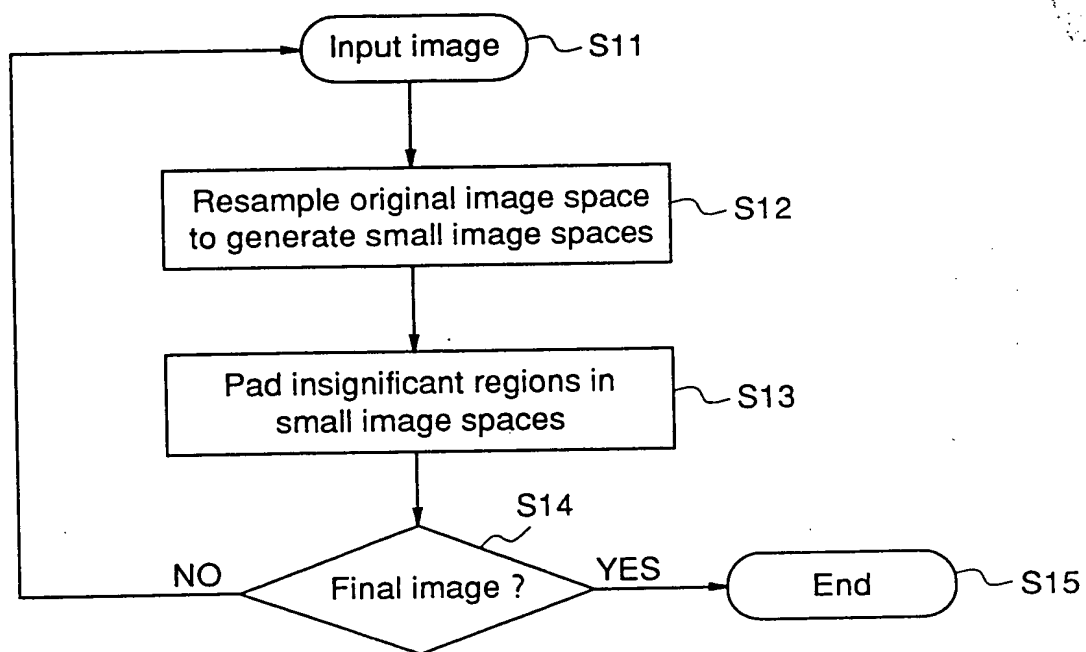 Input image
S11
Resample original image space
to generate small image spaces
S12
Pad insignificant regions in
small image spaces
S13
S14
NO
Final image ?
YES
End
S15